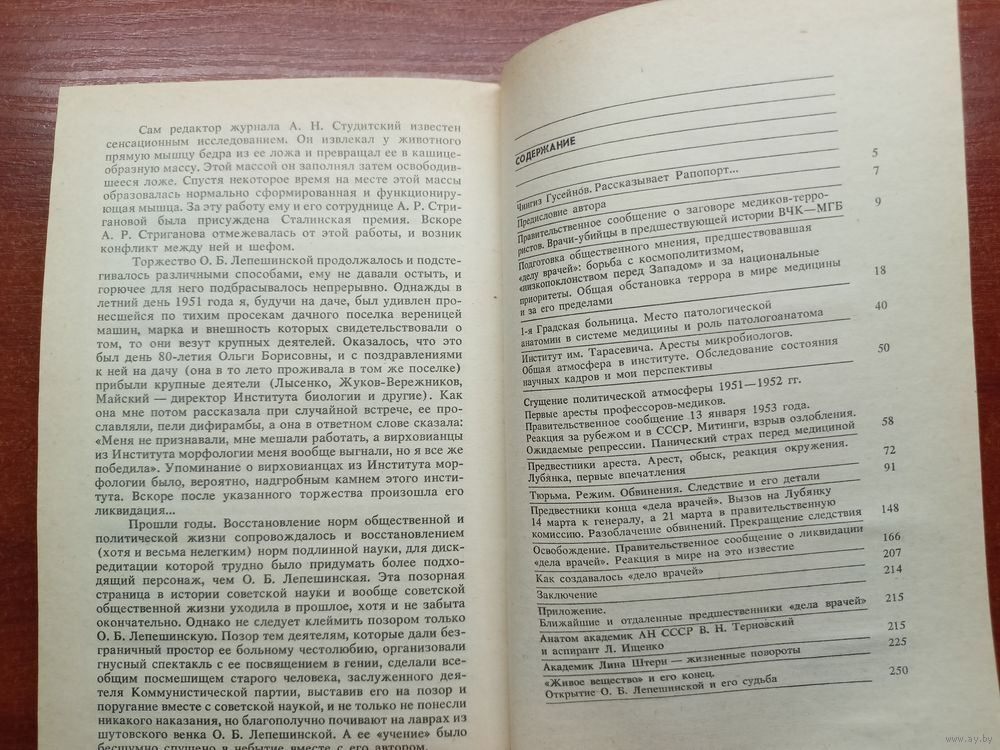 Сам редактор журнала А. Н. Студитский известен
сенсационным исследованием. Он извлекал у животного
прямую мышцу бедра из ее ложа и превращал ее в кашице-
образную массу. Этой массой он заполнял затем освободив-
шееся ложе. Спустя некоторое время на месте этой массы
образовалась нормально сформированная и функционир-
ующая мышца. За эту работу ему и его сотруднице А. Р. Стри-
гановой была присуждена Сталинская премия. Вскоре
А. Р. Стриганова отмежевалась от этой работы, и возник
конфликт между ней и шефом.
Торжество О. Б. Лепешинской продолжалось и подсте-
гивалось различными способами, ему не давали остыть, и
горючее для него подбрасывалось непрерывно. Однажды в
летний день 1951 года я, будучи на даче, был удивлен про-
несшейся по тихим просекам дачного поселка вереницей
машин, марка и внешность которых свидетельствовали о
том, то они везут крупных деятелей. Оказалось, что это
был день 80-летия Ольги Борисовны, и с поздравлениями
к ней на дачу (она в то лето проживала в том же поселке)
прибыли крупные деятели (Лысенко, Жуков-Вережников,
Майский — директор Института биологии и другие). Как
она мне потом рассказала при случайной встрече, ее про-
славляли, пели дифирамбы, а она в ответном слове сказала:
«Меня не признавали, мне мешали работать, а вирховианцы
из Института морфологии меня вообще выгнали, но я все же
победила». Упоминание о вирховианцах из Института мор-
фологии было, вероятно, надгробным камнем этого инсти-
тута. Вскоре после указанного торжества произошла его
ликвидация...
Прошли годы. Восстановление норм общественной и
политической жизни сопровождалось и восстановлением
(хотя и весьма нелегким) норм подлинной науки, для дис-
кредитации которой трудно было придумать более подхо-
дящий персонаж, чем О. Б. Лепешинская. Эта позорная
страница в истории советской науки и вообще советской
общественной жизни уходила в прошлое, хотя и не забыта
окончательно. Однако не следует клеймить позором только
О. Б. Лепешинскую. Позор тем деятелям, которые дали без-
граничный простор ее больному честолюбию, организовали
гнусный спектакль с ее посвящением в гении, сделали все-
общим посмешищем старого человека, заслуженного дея-
теля Коммунистической партии, выставив его на позор и
поругание вместе с советской наукой, и не только не понесли
никакого наказания, но благополучно почивают на лаврах из
шутовского венка О. Б. Лепешинской. А ее «учение» было
бесшумно спущено в небытие вместе с его автором.
СОДЕРЖАНИЕ
Чингиз Гусейнов. Рассказывает Рапопорт... 5
Предисловие автора 7
Правительственное сообщение о заговоре медиков-терро-
ристов. Врачи-убийцы в предшествующей истории ВЧК—МГБ 9
Подготовка общественного мнения, предшествовавшая
«делу врачей»: борьба с космополитизмом,
«низкопоклонством перед Западом» и за национальные
приоритеты. Общая обстановка террора в мире медицины
и за его пределами 18
1-я Градская больница. Место патологической
анатомии в системе медицины и роль патологоанатома 40
Институт им. Тарасевича. Аресты микробиологов.
Общая атмосфера в институте. Обследование состояния
научных кадров и мои перспективы 50
Сгущение политической атмосферы 1951—1952 гг.
Первые аресты профессоров-медиков.
Правительственное сообщение 13 января 1953 года.
Реакция за рубежом и в СССР. Митинги, взрыв озлобления.
Ожидаемые репрессии. Панический страх перед медициной 58
Предвестники ареста. Арест, обыск, реакция окружения.
Лубянка, первые впечатления 72
Тюрьма. Режим. Обвинения. Следствие и его детали 91
Предвестники конца «дела врачей». Вызов на Лубянку
14 марта к генералу, а 21 марта в правительственную
комиссию. Разоблачение обвинений. Прекращение следствия 148
Освобождение. Правительственное сообщение о ликвидации
«дела врачей». Реакция в мире на это известие 166
Как создавалось «дело врачей» 207
Заключение 214
Приложение.
Ближайшие и отдаленные предшественники «дела врачей» 215
Анатом академик АН СССР В. Н. Терновский
и аспирант Л. Ищенко 215
Академик Лина Штерн — жизненные повороты 225
«Живое вещество» и его конец.
Открытие О. Б. Лепешинской и его судьба 250
www.ay.by